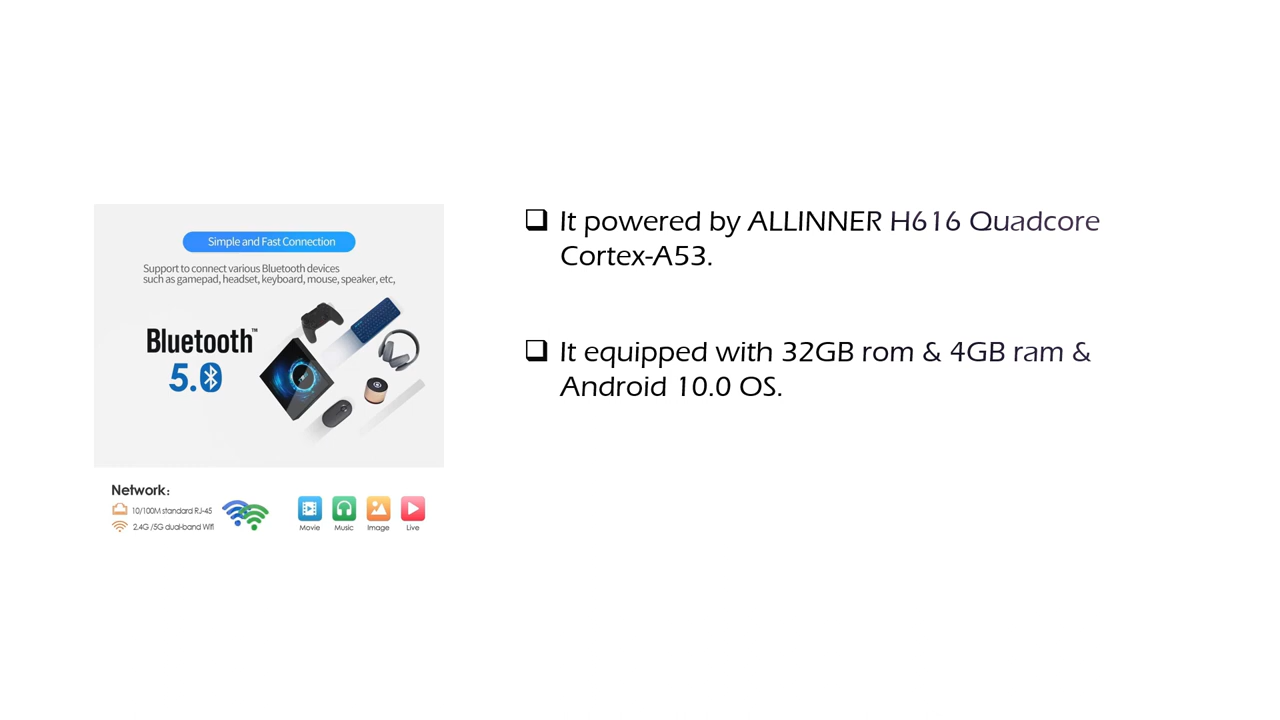 Simple and Fast Connection
Support to connect various Bluetooth devices
such as gamepad, headset, keyboard, mouse, speaker, etc,
Bluetooth™
5.0
Network:
10/100M standard RJ-45
2.4G /5G dual-band Wifi
Movie
Music
Image
Live
It powered by ALLINNER H616 Quadcore
Cortex-A53.
It equipped with 32GB rom & 4GB ram &
Android 10.0 OS.